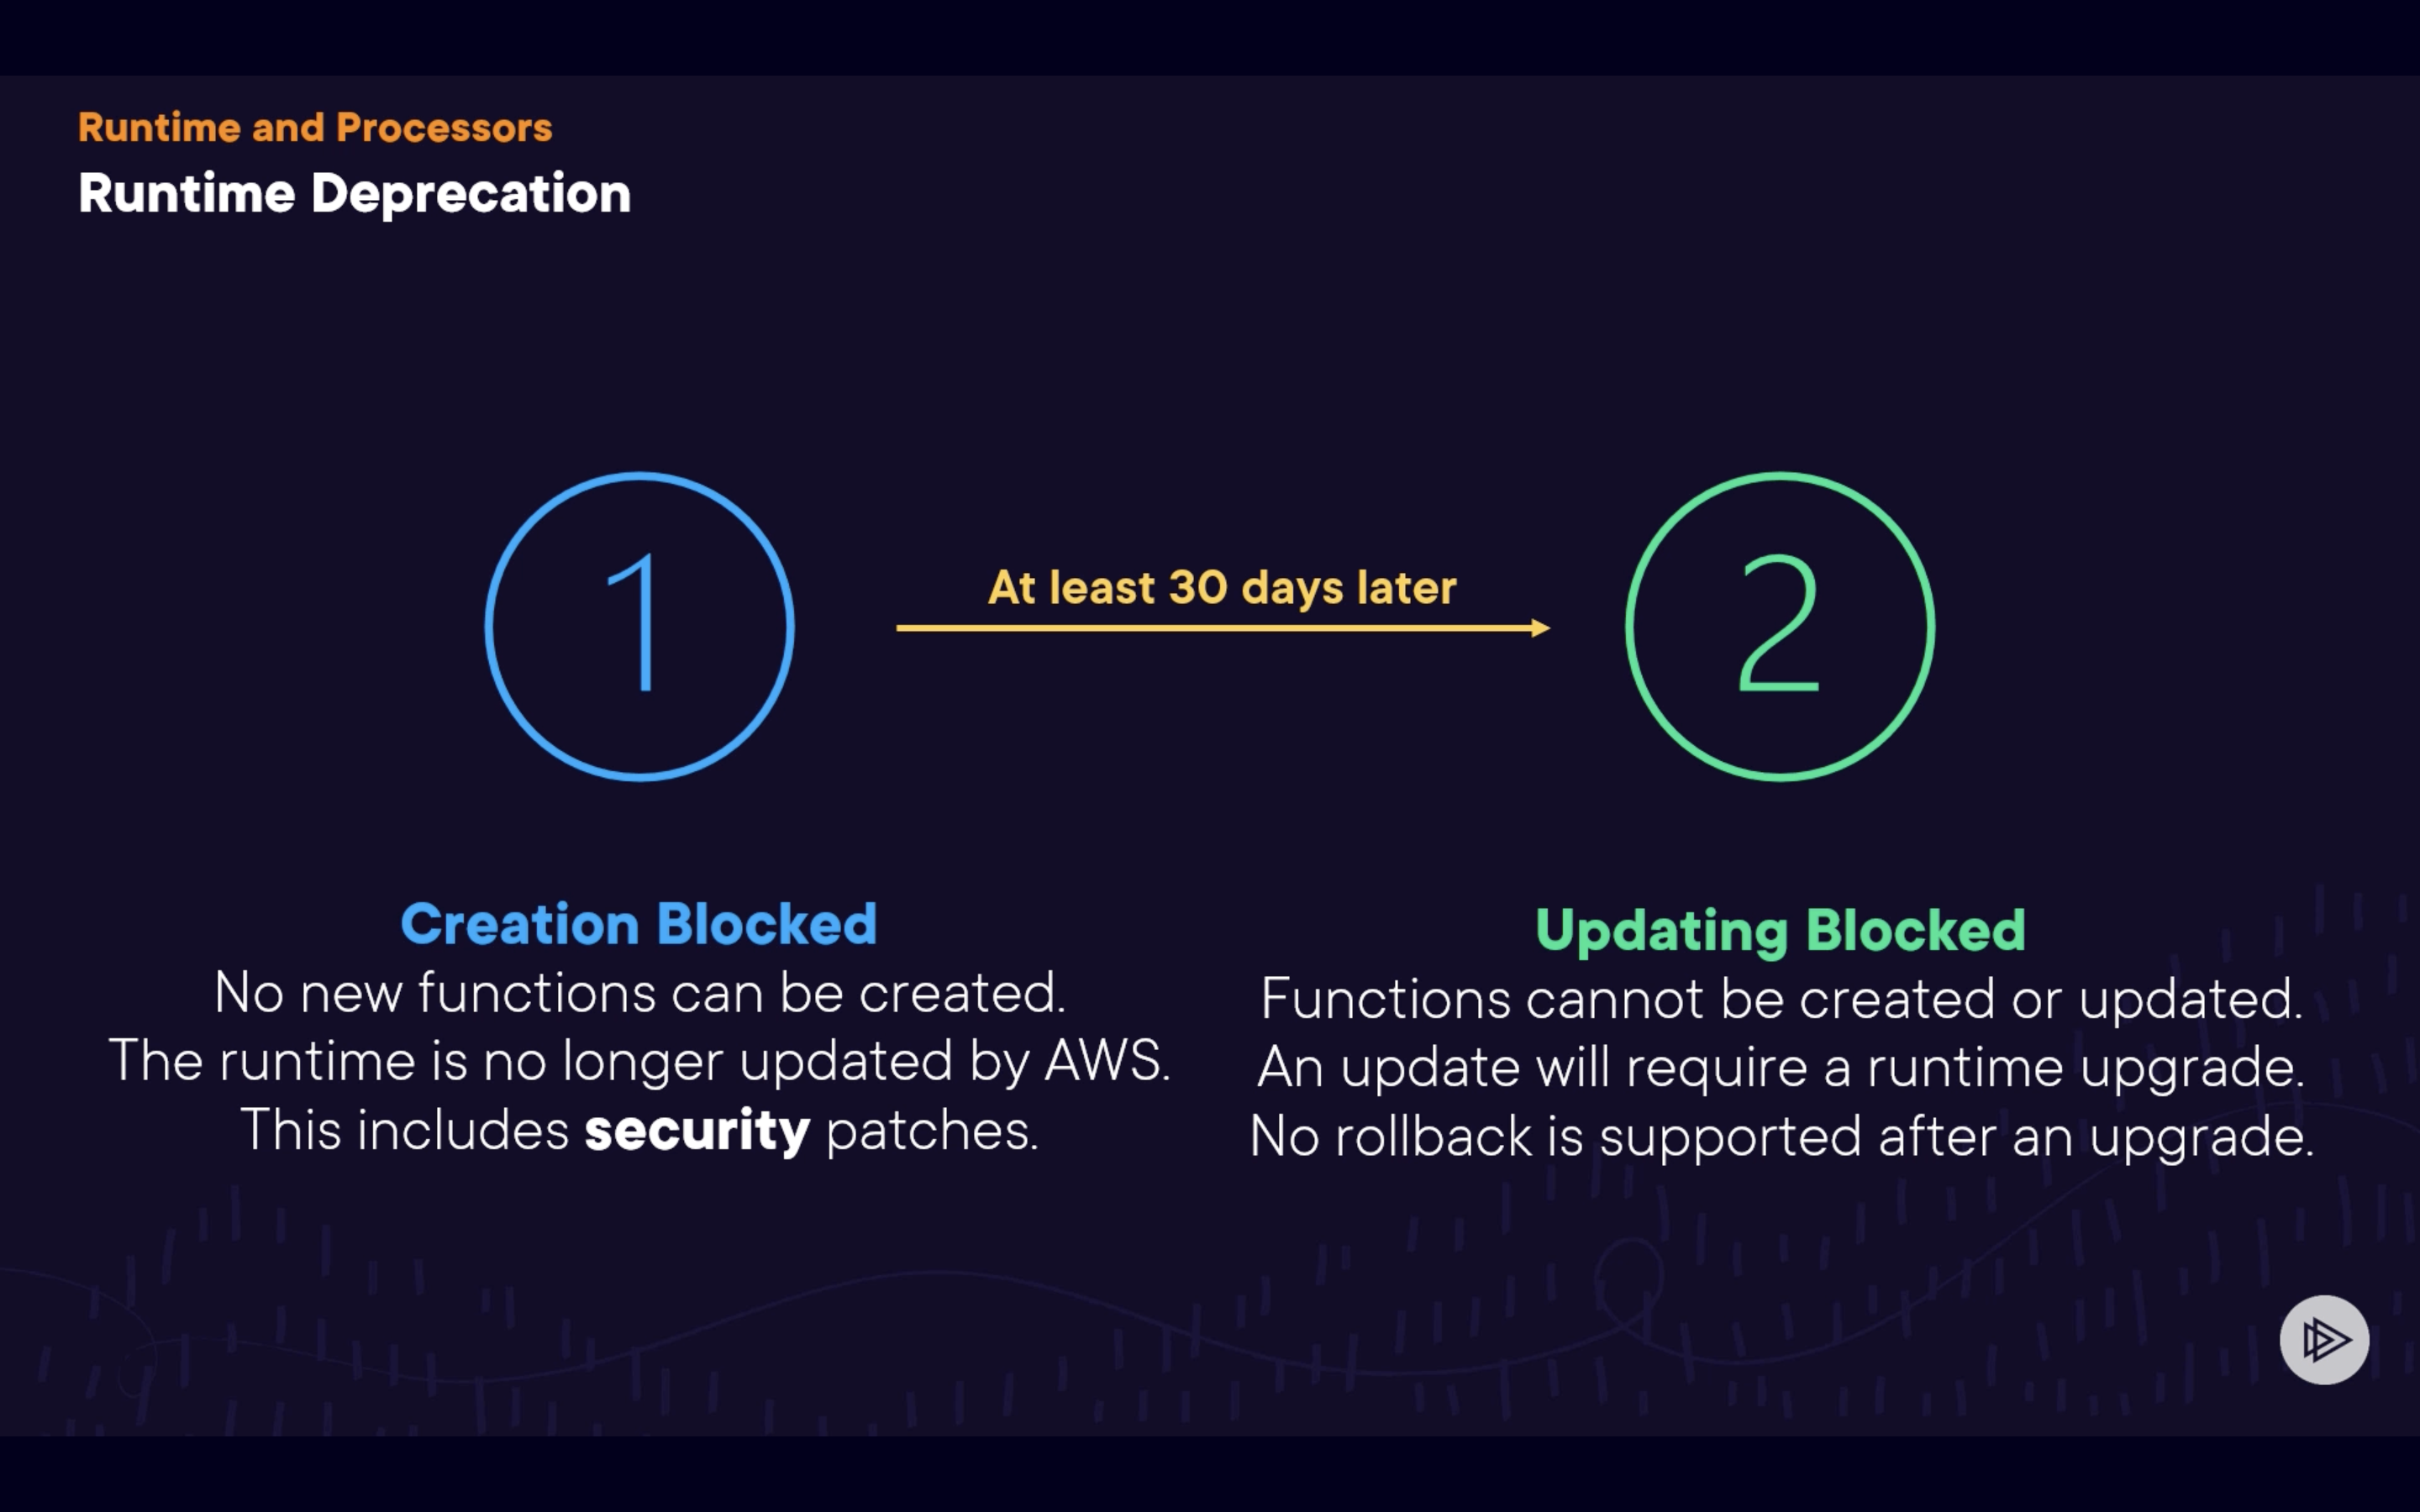 Runtime and Processors
Runtime Deprecation
1
At least 30 days later
2
Creation Blocked
No new functions can be created.
The runtime is no longer updated by AWS.
This includes security patches.
Updating Blocked
Functions cannot be created or updated.
An update will require a runtime upgrade.
No rollback is supported after an upgrade.